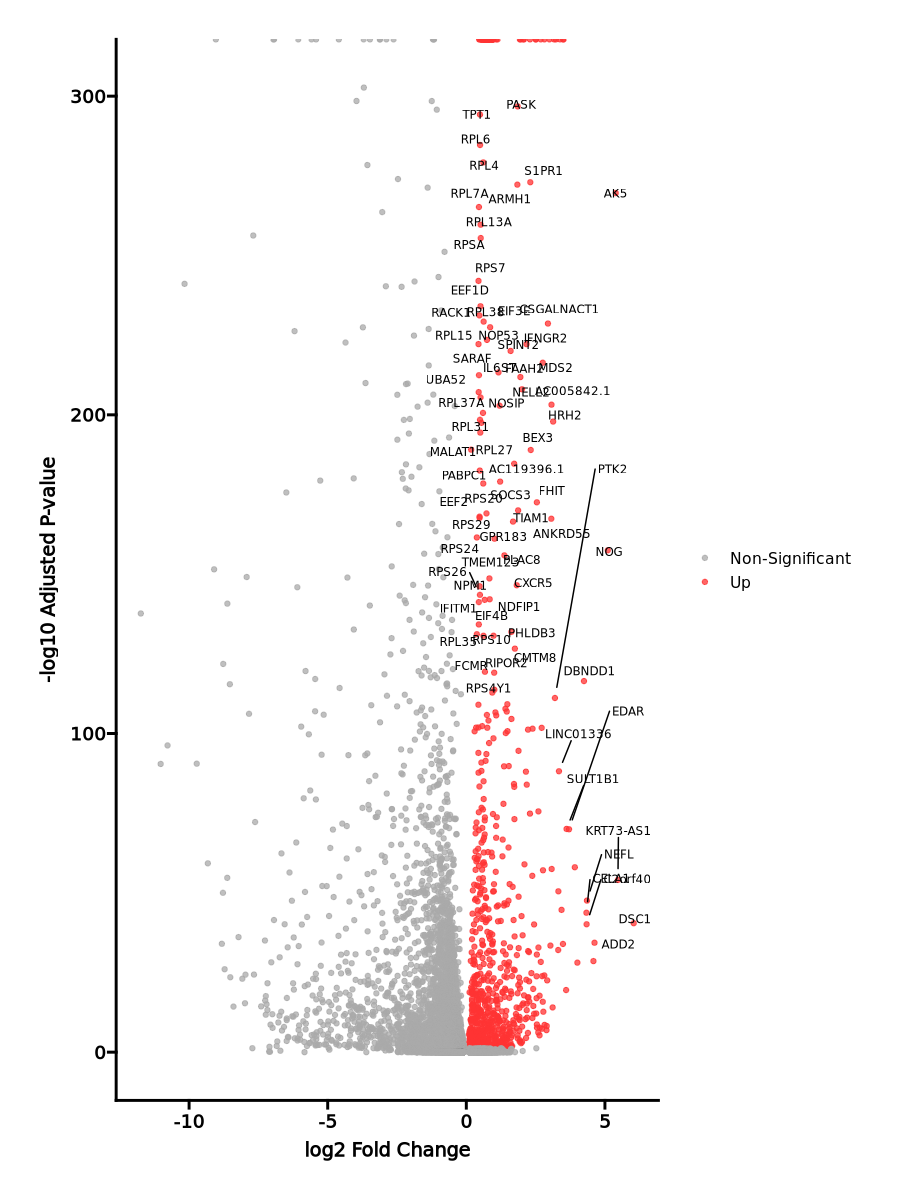 300
200
100
0
-log10 Adjusted P-value
-10
-5
0
5
log2 Fold Change
Non-Significant
Up
PASK
TPT1
RPL6
RPL4
S1PR1
RPL7A
ARMH1
AK5
RPL13A
RPSA
RPS7
EEF1D
RACK1
RPL38
EIF3E
CSGALNACT1
RPL15
NOP53
IFNGR2
SPINT2
SARAF
IL6ST
FAAH2
MDS2
UBA52
NELL2
AC005842.1
RPL37A
NOSIP
HRH2
RPL31
BEX3
MALAT1
RPL27
PTK2
AC119396.1
PABPC1
FHIT
SOCS3
RPS20
EEF2
TIAM1
RPS29
ANKRD55
GPR183
RPS24
NOG
TMEM123
PLAC8
RPS26
NPM1
CXCR5
IFITM1
NDFIP1
EIF4B
PHLDB3
RPL35
RPS10
CMTM8
FCMR
RIPOR2
DBNDD1
RPS4Y1
EDAR
LINC01336
SULT1B1
KRT73-AS1
NEFL
DSC1
ADD2